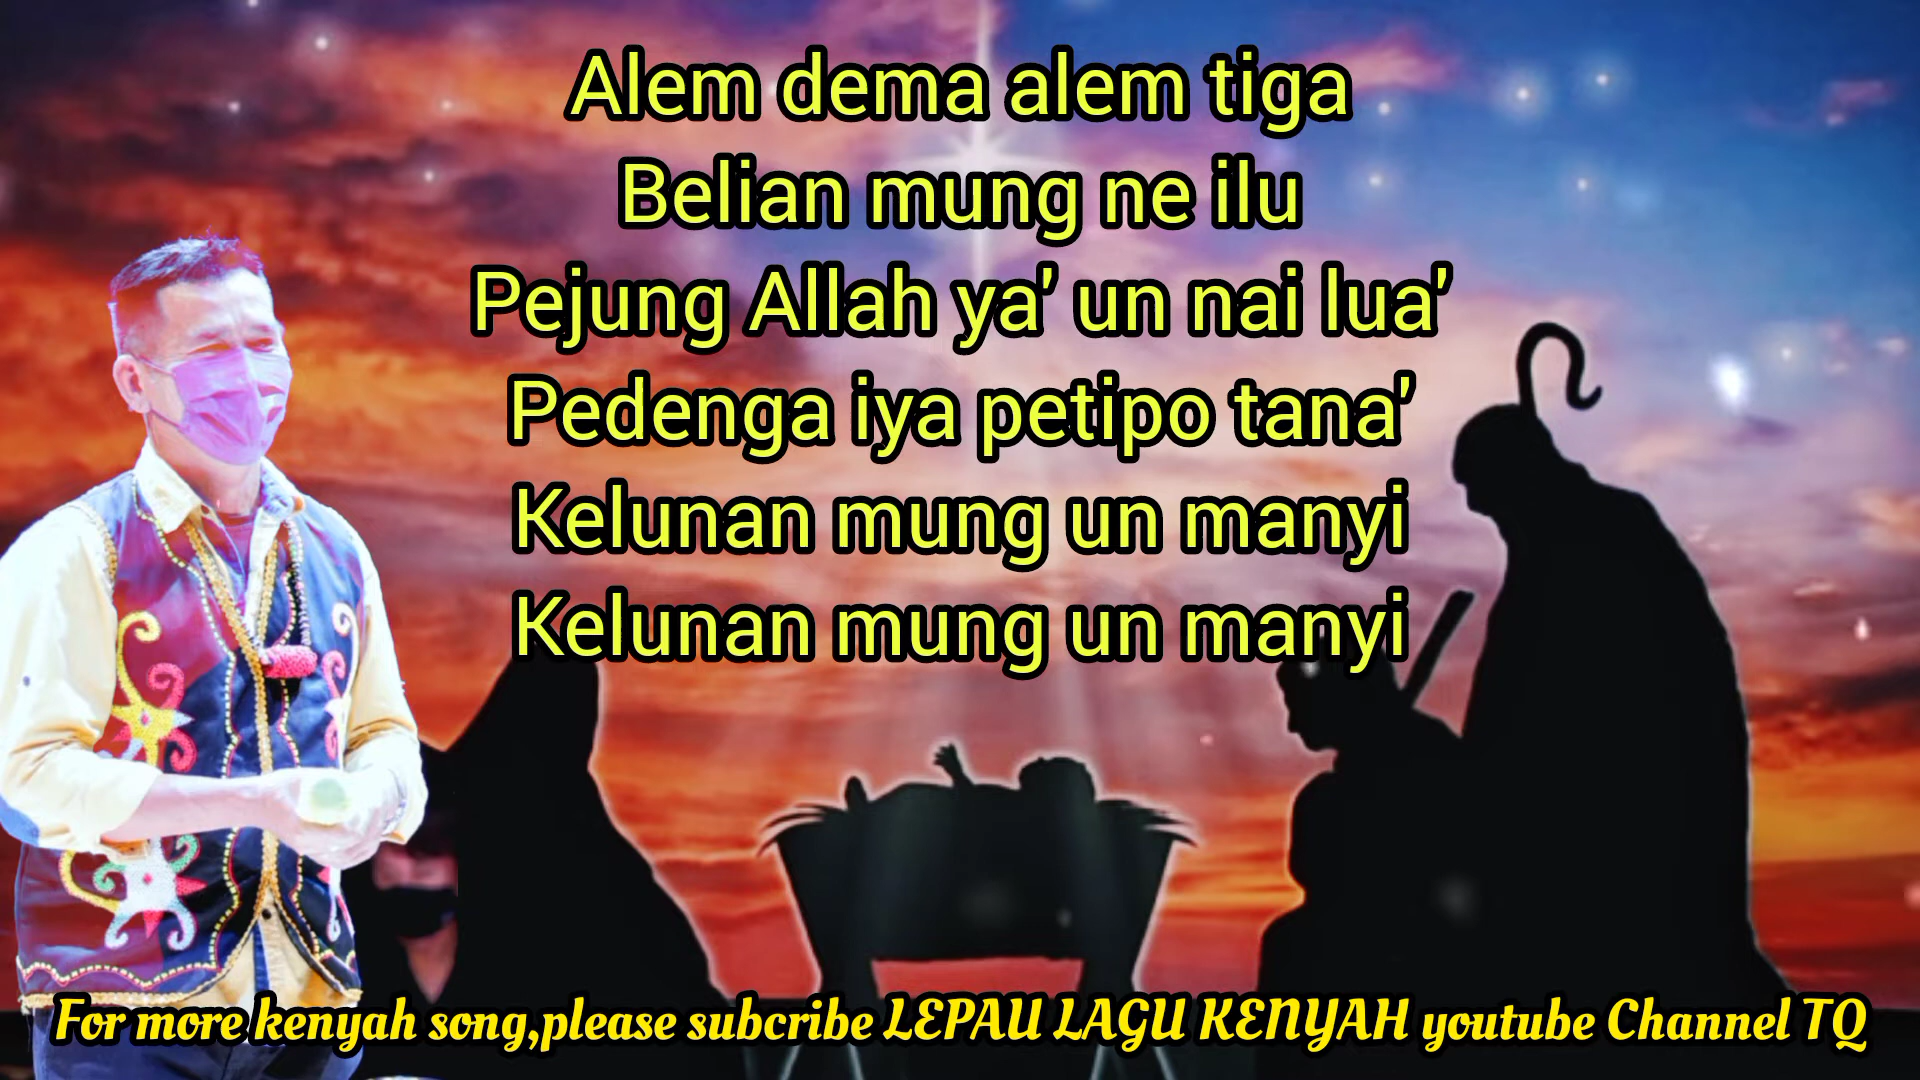 Alem dema alem tiga
Belian mung ne ilu
Pejung Allah ya' un nai lua'
Pedenga iya petipo tana'
Kelunan mung un manyi
Kelunan mung un manyi
For more kenyah song,please subcribe LEPAU LAGU KENYAH youtube Channel TQ